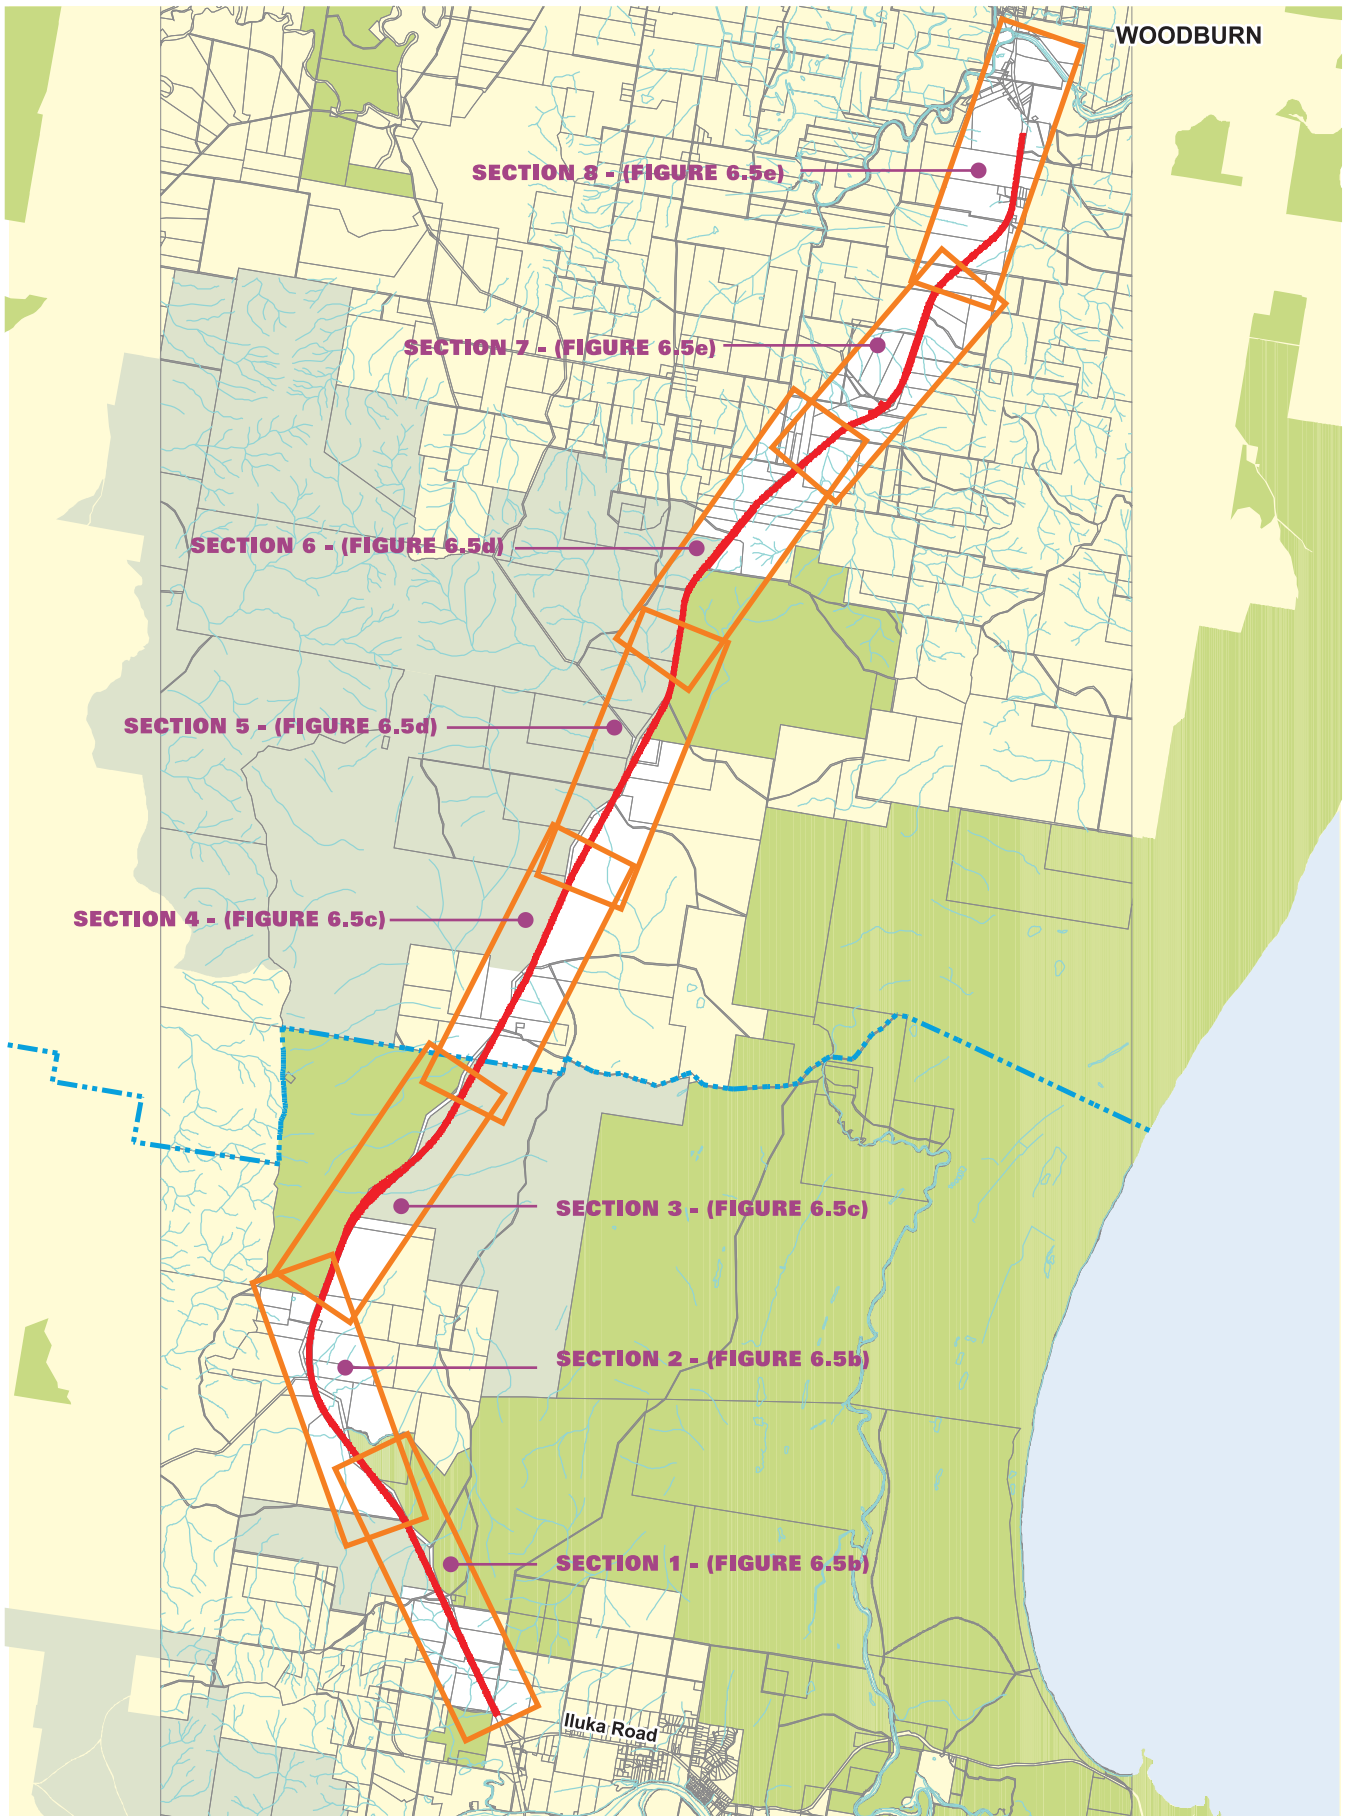 WOODBURN
SECTION 8 - (FIGURE 6.5e)
SECTION 7 - (FIGURE 6.5e)
SECTION 6 - (FIGURE 6.5d)
SECTION 5 - (FIGURE 6.5d)
SECTION 4 - (FIGURE 6.5c)
SECTION 3 - (FIGURE 6.5c)
SECTION 2 - (FIGURE 6.5b)
SECTION 1 - (FIGURE 6.5b)
Iluka Road